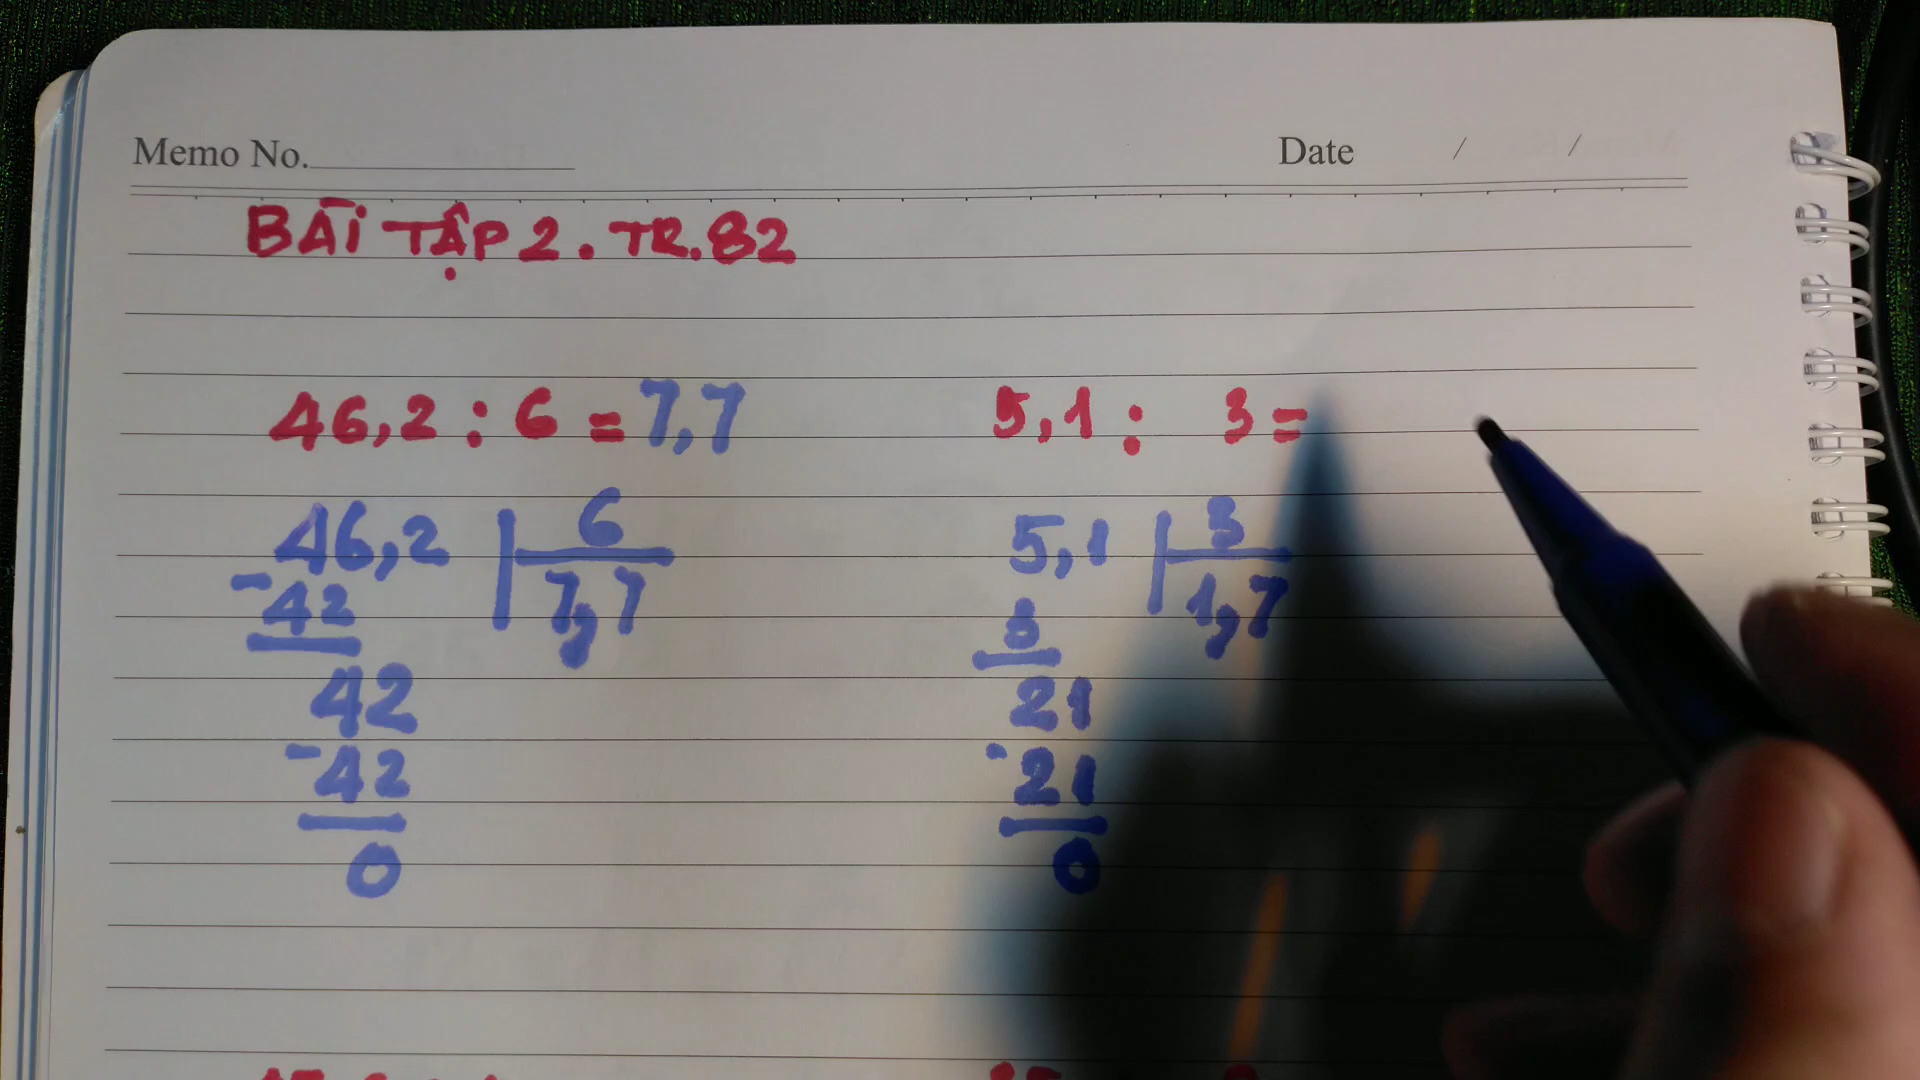 Memo No. Date / /
BÀI TẬP 2. TR.82
46,2 : 6 = 7,7
46,2 6
-42 7,7
42
-42
0
5,1 : 3 =
5,1 3
3 1,7
21
-21
0